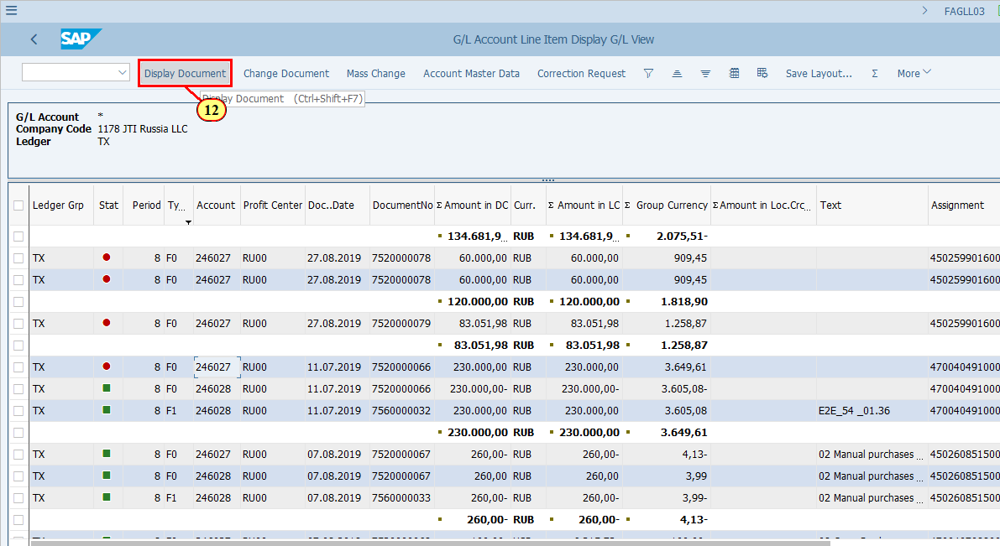 FAGLL03
SAP G/L Account Line Item Display G/L View
Display Document Change Document Mass Change Account Master Data Correction Request Save Layout... Σ More
Display Document (Ctrl+Shift+F7)
12
G/L Account *
Company Code 1178 JTI Russia LLC
Ledger TX
Ledger Grp Stat Period Ty... Account Profit Center Doc..Date DocumentNo Σ Amount in DC Curr. Σ Amount in LC Σ Group Currency Σ Amount in Loc.Crc... Text Assignment
134.681,9... RUB 134.681,9... 2.075,51-
TX 8 F0 246027 RU00 27.08.2019 7520000078 60.000,00 RUB 60.000,00 909,45 450259901600
TX 8 F0 246027 RU00 27.08.2019 7520000078 60.000,00 RUB 60.000,00 909,45 450259901600
120.000,00 RUB 120.000,00 1.818,90
TX 8 F0 246027 RU00 27.08.2019 7520000079 83.051,98 RUB 83.051,98 1.258,87 450259901600
83.051,98 RUB 83.051,98 1.258,87
TX 8 F0 246027 RU00 11.07.2019 7520000066 230.000,00 RUB 230.000,00 3.649,61 470040491000
TX 8 F0 246028 RU00 11.07.2019 7520000066 230.000,00- RUB 230.000,00- 3.605,08- 470040491000
TX 8 F1 246028 RU00 11.07.2019 7560000032 230.000,00 RUB 230.000,00 3.605,08 E2E_54 _01.36 470040491000
230.000,00 RUB 230.000,00 3.649,61
TX 8 F0 246027 RU00 07.08.2019 7520000067 260,00- RUB 260,00- 4,13- 02 Manual purchases ... 450260851500
TX 8 F0 246028 RU00 07.08.2019 7520000067 260,00 RUB 260,00 3,99 02 Manual purchases ... 450260851500
TX 8 F1 246028 RU00 07.08.2019 7560000033 260,00- RUB 260,00- 3,99- 02 Manual purchases ... 450260851500
260,00- RUB 260,00- 4,13-